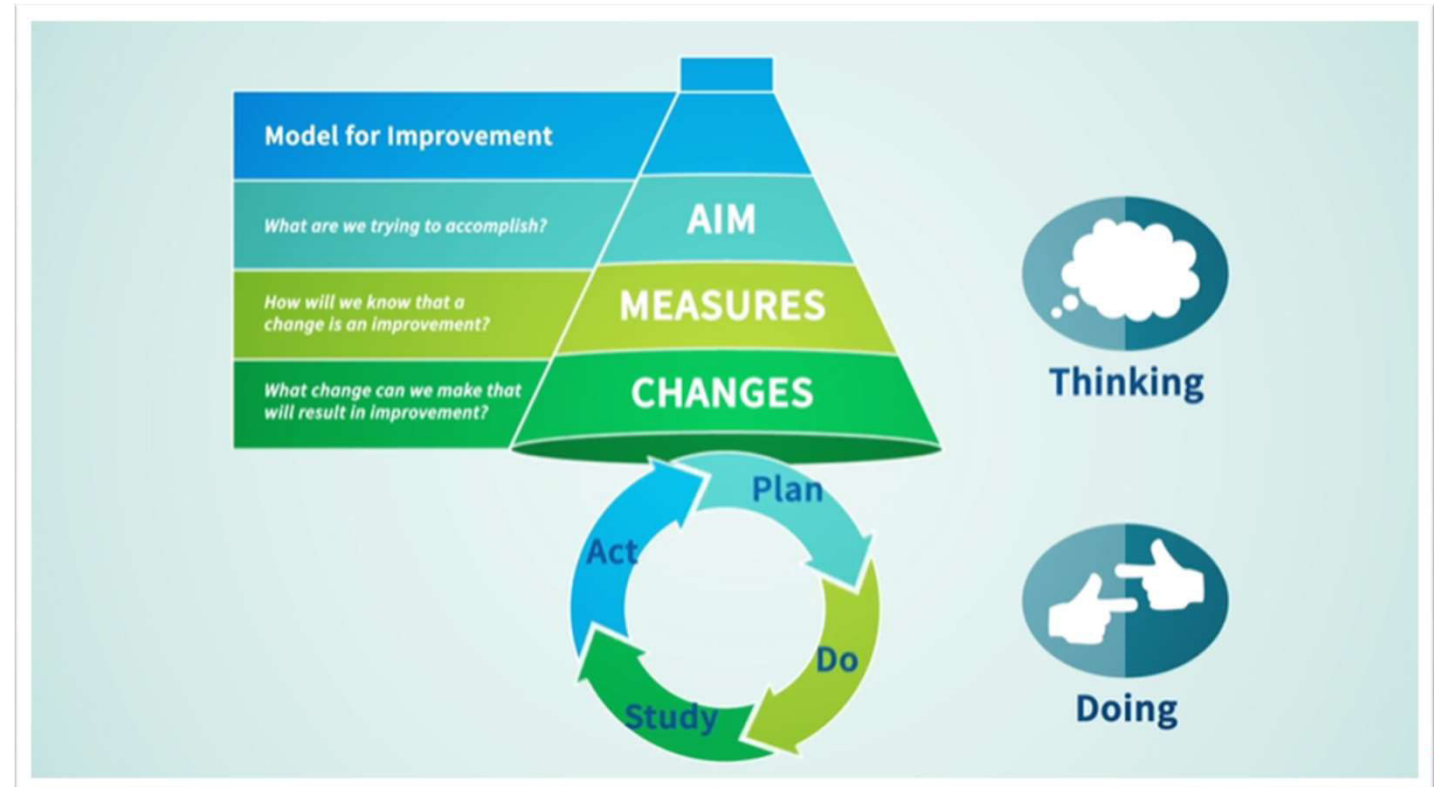 Model for Improvement
What are we trying to accomplish?
AIM
How will we know that a
change is an improvement?
MEASURES
What change can we make that
will result in improvement?
CHANGES
Thinking
Plan
Act
Do
Study
Doing